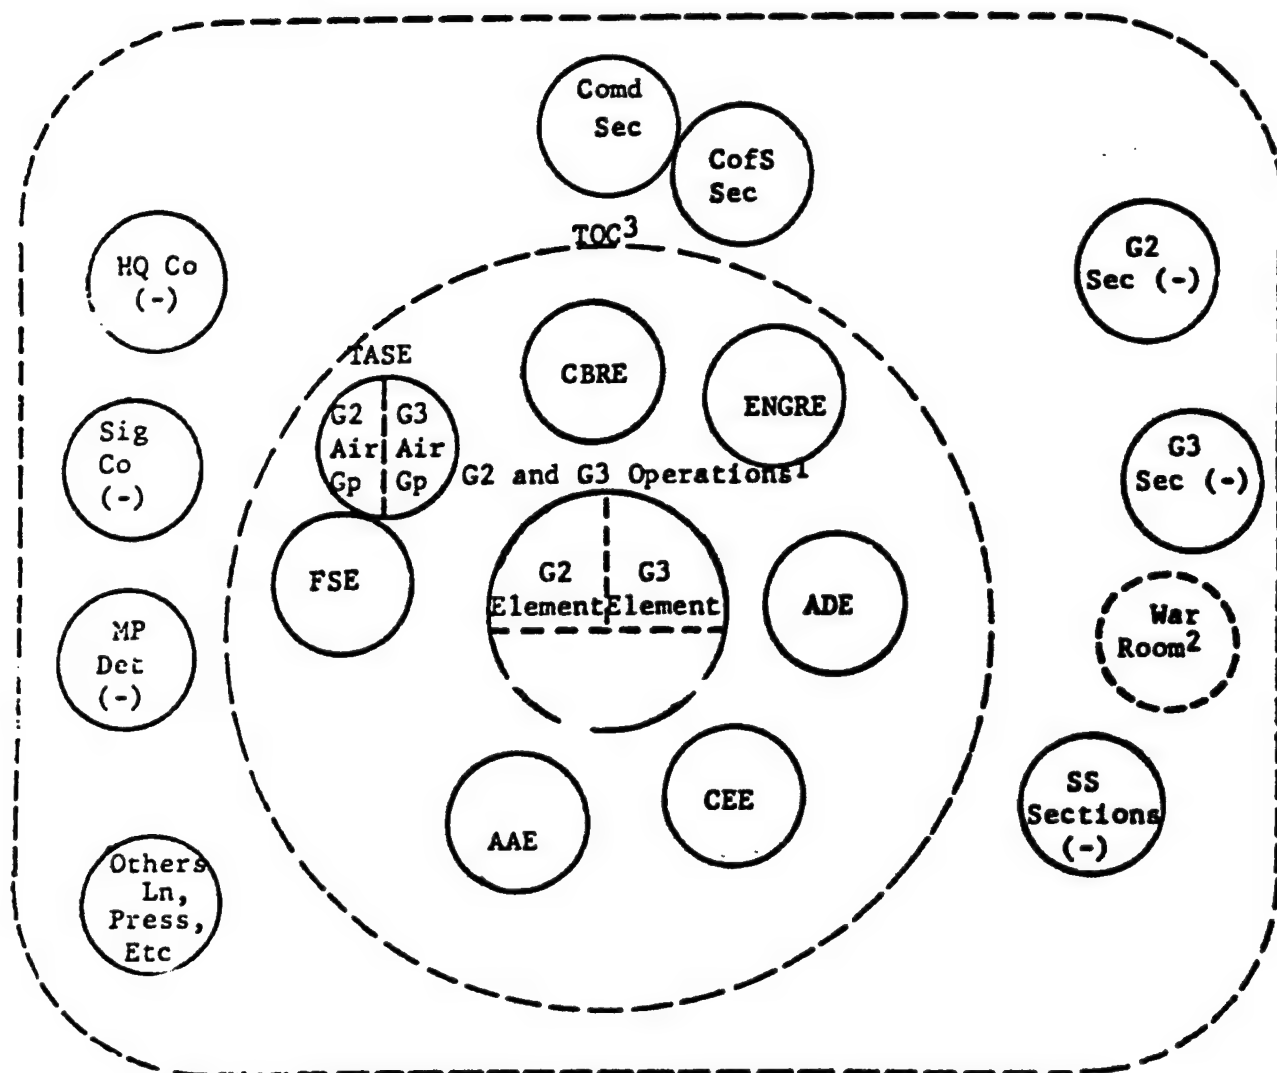 Comd
Sec
CofS
Sec
TOC3
HQ Co
(-)
G2
Sec (-)
TASE
G2
Air
Gp
G3
Air
Gp
CBRE
ENGRE
Sig
Co
(-)
G2 and G3 Operations1
G3
Sec (-)
FSE
G2
Element
G3
Element
ADE
MP
Det
(-)
War
Room2
AAE
CEE
SS
Sections
(-)
Others
Ln,
Press,
Etc